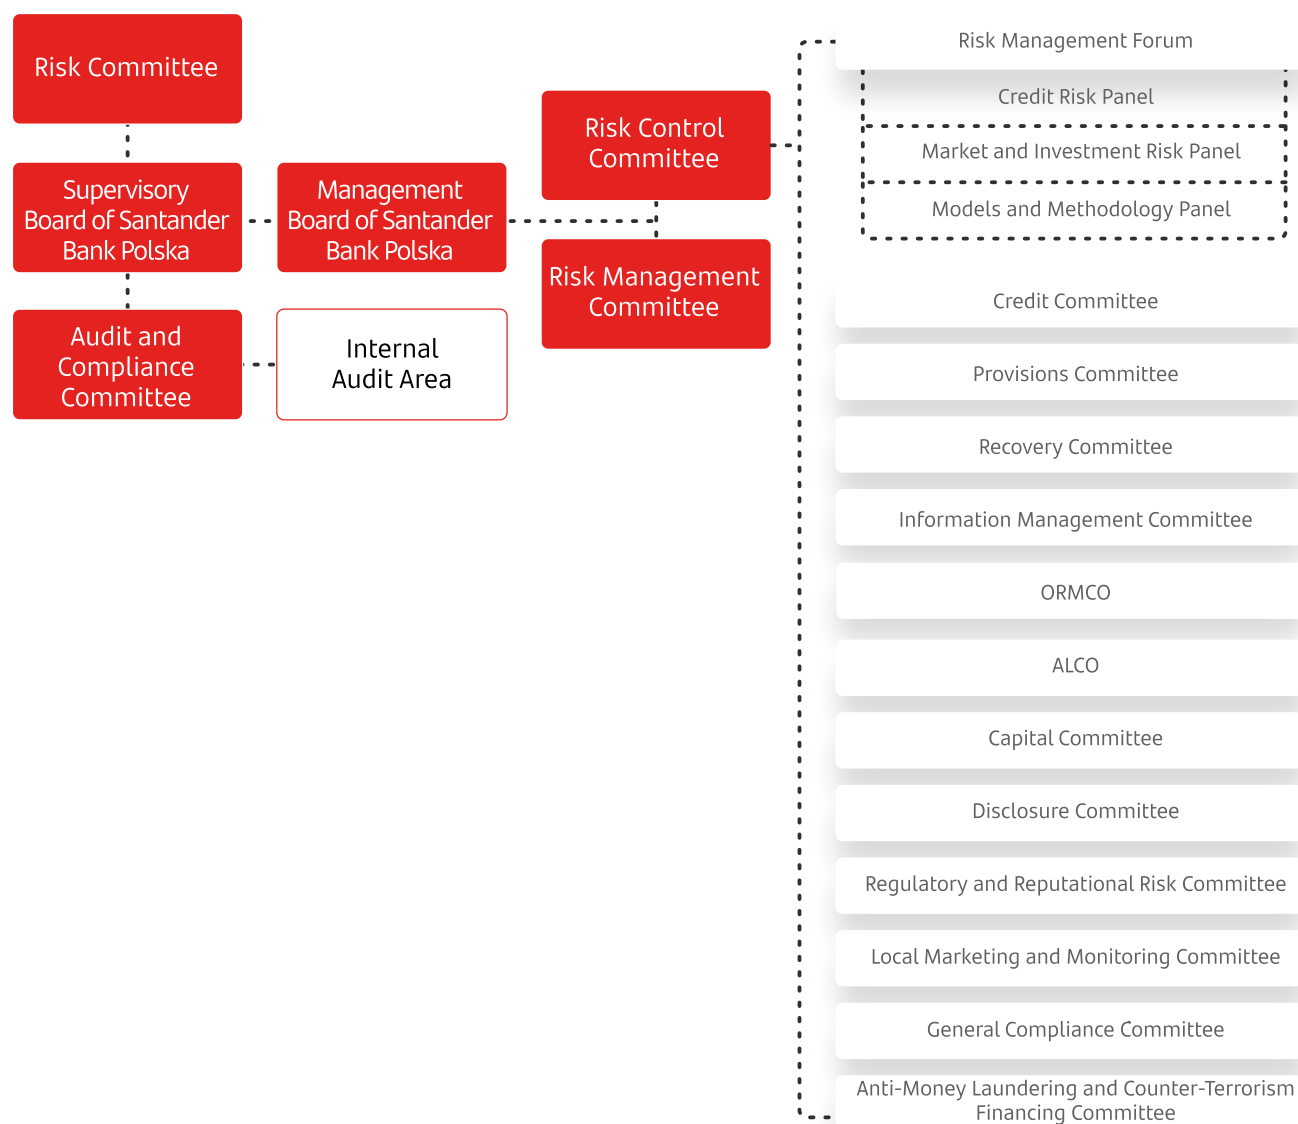 Risk Committee
Supervisory
Board of Santander
Bank Polska
Audit and
Compliance
Committee
Management
Board of Santander
Bank Polska
Internal
Audit Area
Risk Control
Committee
Risk Management
Committee
Risk Management Forum
Credit Risk Panel
Market and Investment Risk Panel
Models and Methodology Panel
Credit Committee
Provisions Committee
Recovery Committee
Information Management Committee
ORMCO
ALCO
Capital Committee
Disclosure Committee
Regulatory and Reputational Risk Committee
Local Marketing and Monitoring Committee
General Compliance Committee
Anti-Money Laundering and Counter-Terrorism
Financing Committee